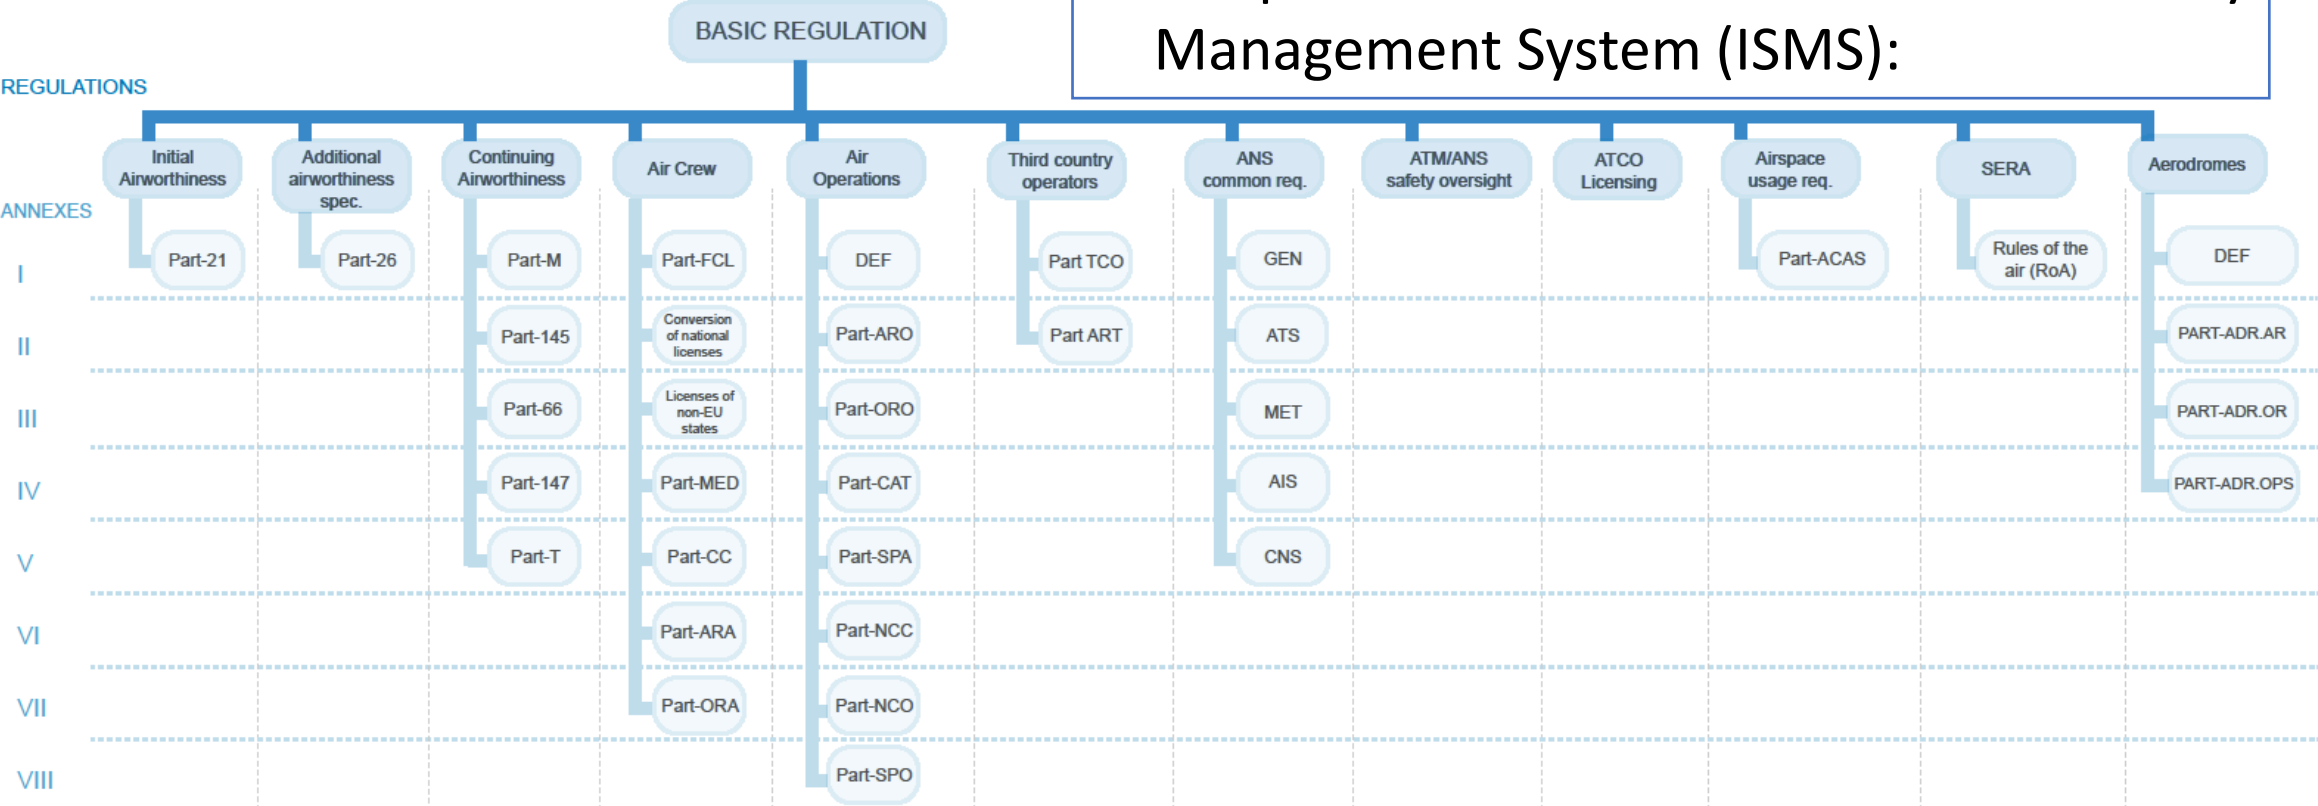 Management System (ISMS):
BASIC REGULATION
REGULATIONS
Initial
Airworthiness
Additional
airworthiness
spec.
Continuing
Airworthiness
Air Crew
Air
Operations
Third country
operators
ANS
common req.
ATM/ANS
safety oversight
ATCO
Licensing
Airspace
usage req.
SERA
Aerodromes
ANNEXES
I
Part-21
Part-26
Part-M
Part-FCL
DEF
Part TCO
GEN
Part-ACAS
Rules of the
air (RoA)
DEF
II
Part-145
Conversion
of national
licenses
Part-ARO
Part ART
ATS
PART-ADR.AR
III
Part-66
Licenses of
non-EU
states
Part-ORO
MET
PART-ADR.OR
IV
Part-147
Part-MED
Part-CAT
AIS
PART-ADR.OPS
V
Part-T
Part-CC
Part-SPA
CNS
VI
Part-ARA
Part-NCC
VII
Part-ORA
Part-NCO
VIII
Part-SPO